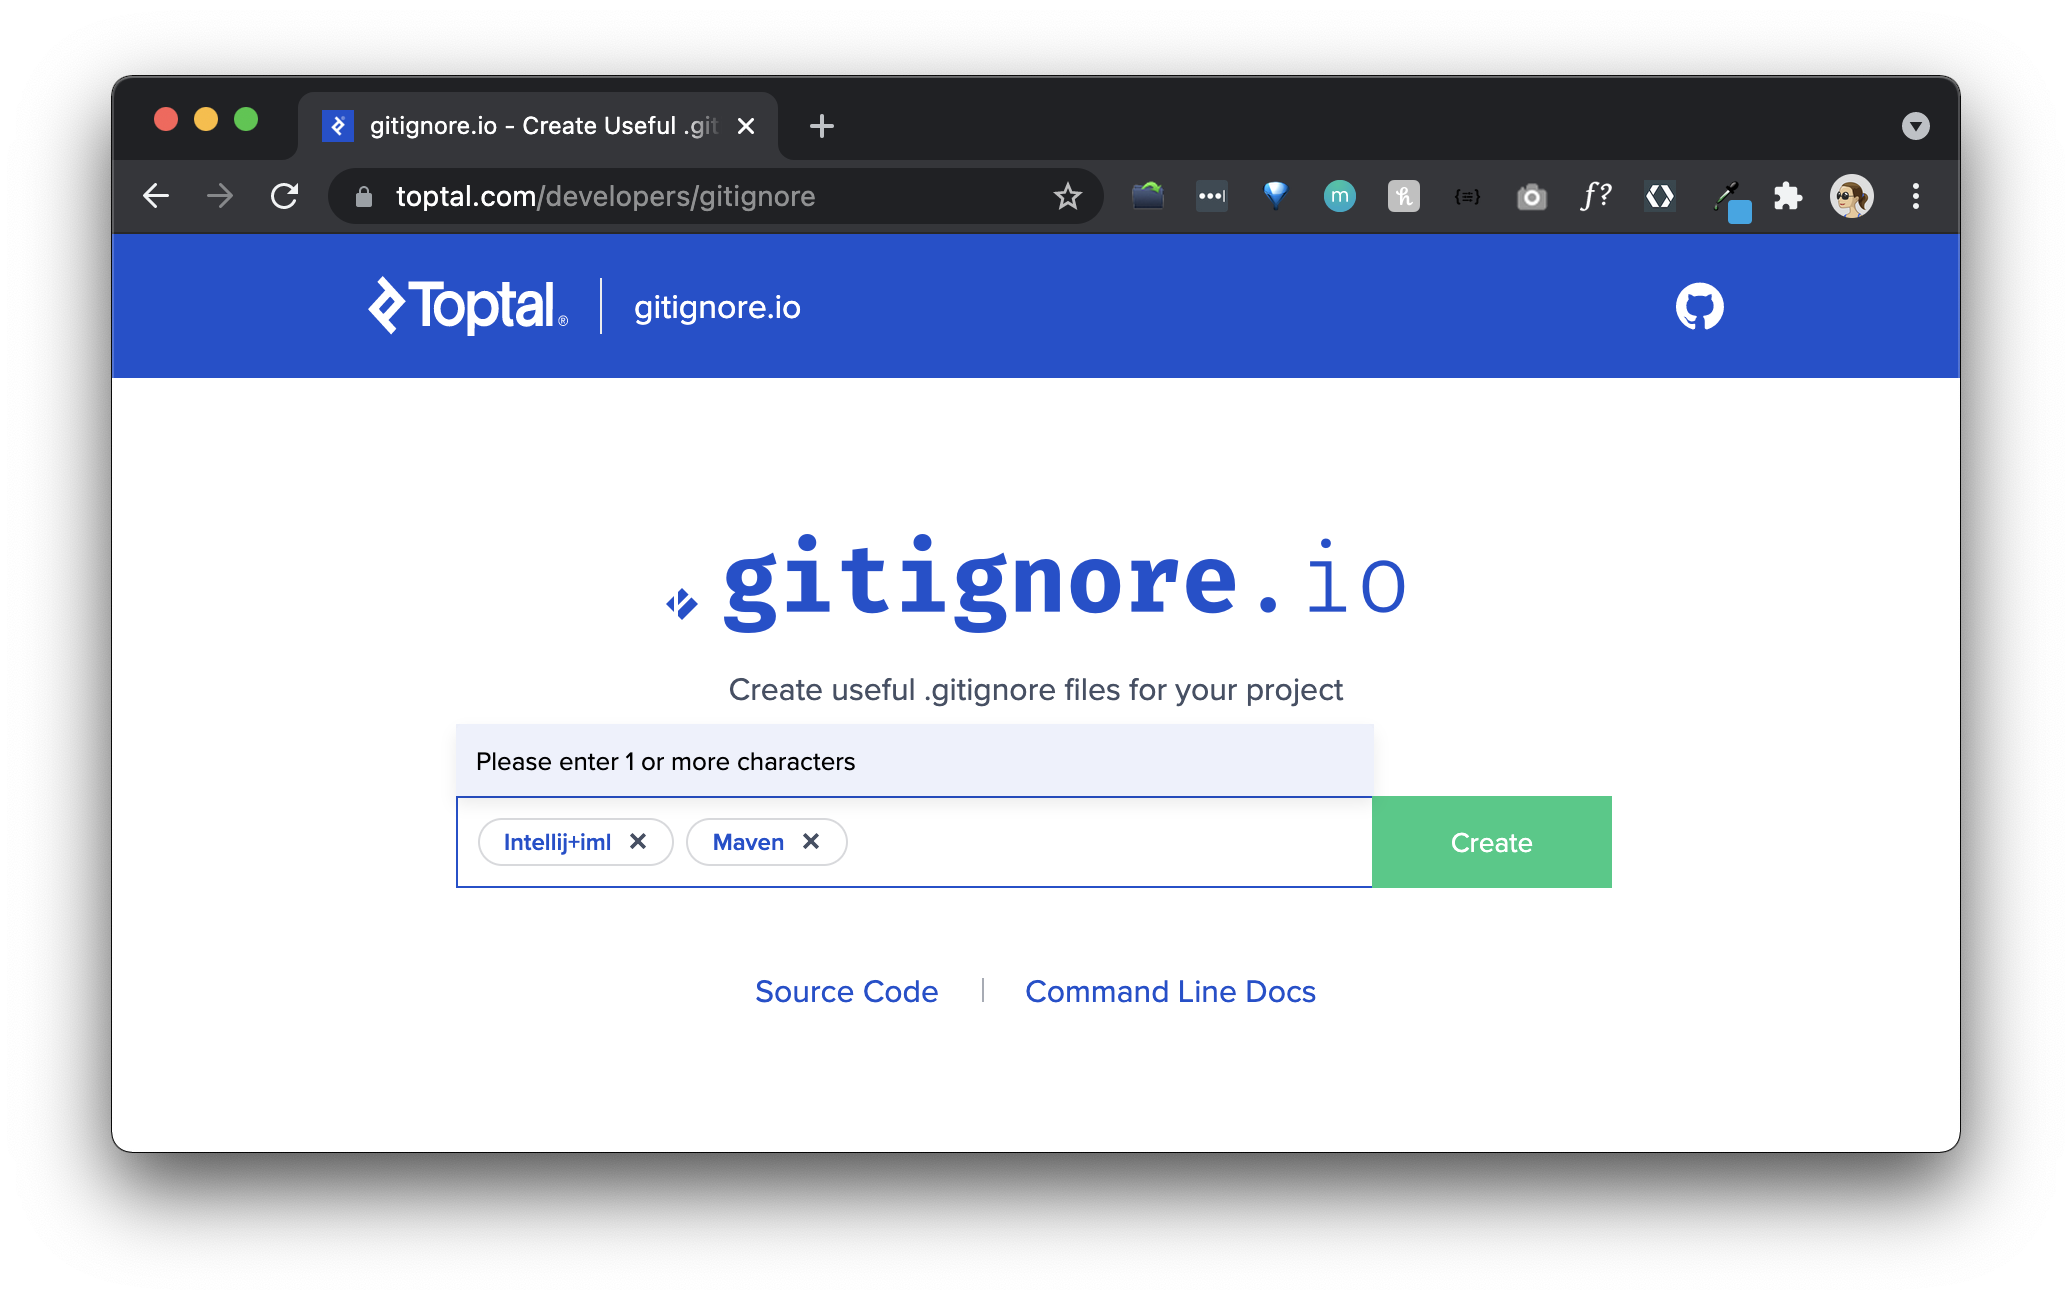 gitignore.io - Create Useful .git
toptal.com/developers/gitignore
m
h
{≡}
f?
Toptal® | gitignore.io
.gitignore.io
Create useful .gitignore files for your project
Please enter 1 or more characters
Intellij+iml × Maven × Create
Source Code | Command Line Docs